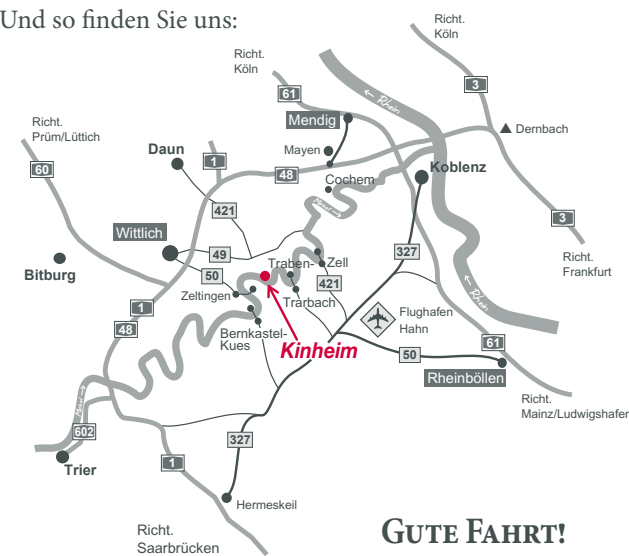 Und so finden Sie uns:
Richt.
Köln
Richt.
Köln
61
3
← Rhein
Mendig
Richt.
Prüm/Lüttich
Dernbach
Daun
1
Mayen
60
48
Koblenz
Cochem
Mosel →
421
3
Wittlich
49
327
Richt.
Frankfurt
Traben-
Zell
50
421
Bitburg
← Rhein
Zeltingen
Trarbach
1
Flughafen
Hahn
48
Bernkastel-
Kues
61
Kinheim
50
Rheinböllen
Mosel →
Richt.
Mainz/Ludwigshafer
602
327
Trier
1
Hermeskeil
Richt.
Saarbrücken
GUTE FAHRT!